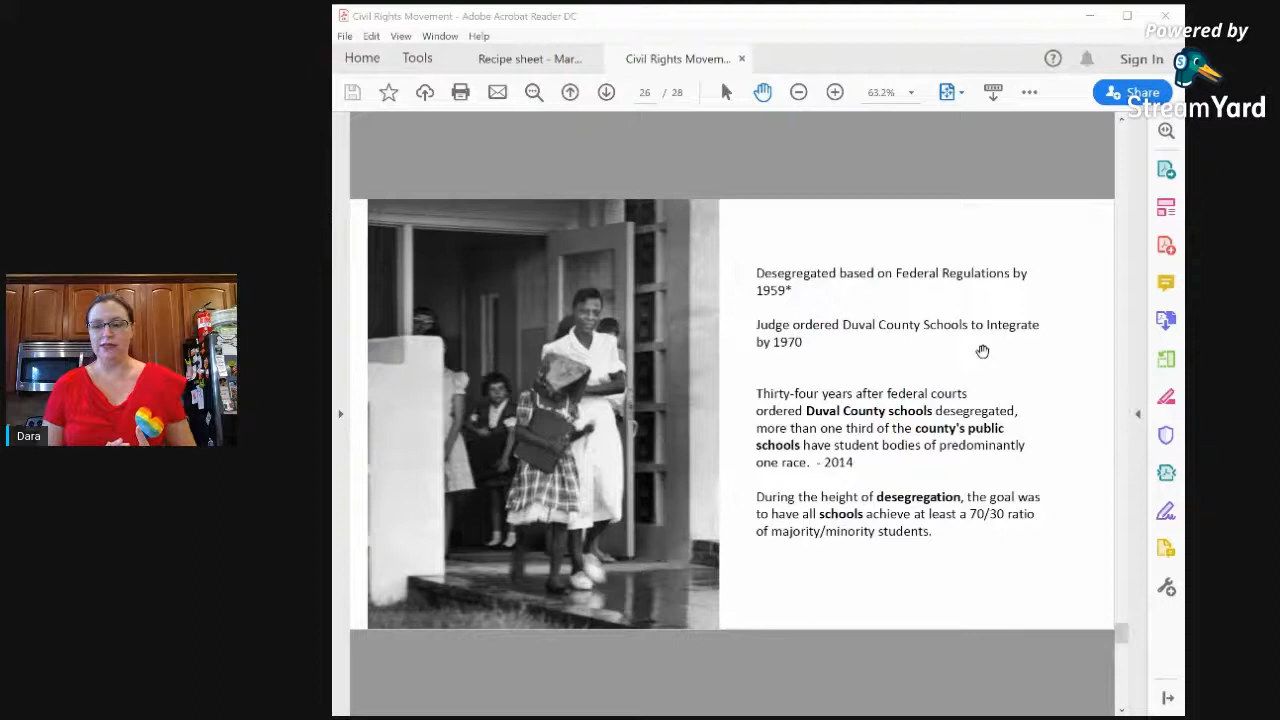 Civil Rights Movement - Adobe Acrobat Reader DC
Powered by
File Edit View Window Help
Home Tools Recipe sheet - Mar... Civil Rights Movem... × Sign In
StreamYard
26 / 28 63.2% Share
Desegregated based on Federal Regulations by
1959*
Judge ordered Duval County Schools to Integrate
by 1970
Thirty-four years after federal courts
ordered Duval County schools desegregated,
more than one third of the county's public
schools have student bodies of predominantly
one race. - 2014
During the height of desegregation, the goal was
to have all schools achieve at least a 70/30 ratio
of majority/minority students.
Dara